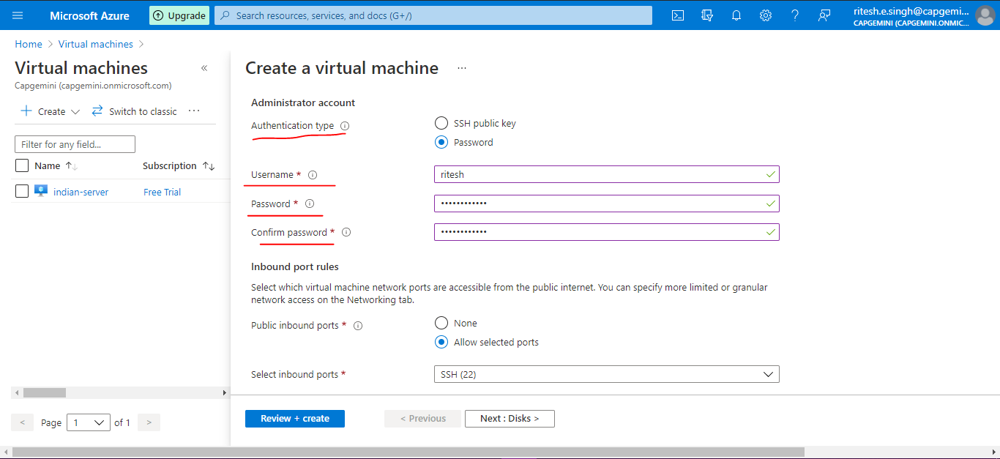 Microsoft Azure
Upgrade
Search resources, services, and docs (G+/)
ritesh.e.singh@capgemi...
CAPGEMINI (CAPGEMINI.ONMIC...
Home > Virtual machines >
Virtual machines
«
Capgemini (capgemini.onmicrosoft.com)
+ Create
Switch to classic
...
Filter for any field...
Name ↑↓
Subscription ↑↓
indian-server
Free Trial
< Page 1 of 1 >
Create a virtual machine ...
Administrator account
Authentication type
SSH public key
Password
Username *
ritesh
Password *
••••••••••••
Confirm password *
••••••••••••
Inbound port rules
Select which virtual machine network ports are accessible from the public internet. You can specify more limited or granular
network access on the Networking tab.
Public inbound ports *
None
Allow selected ports
Select inbound ports *
SSH (22)
Review + create
< Previous
Next : Disks >